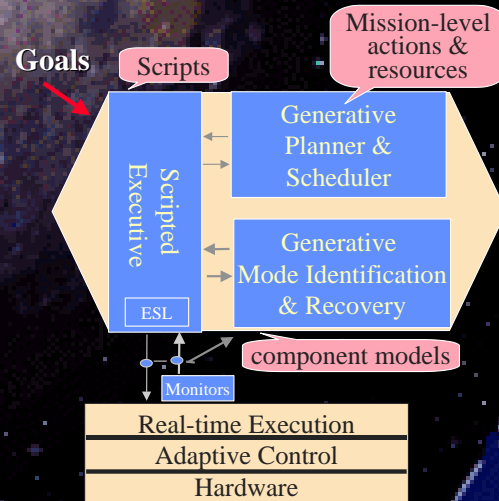 Goals
Scripts
Mission-level
actions &
resources
Scripted
Executive
ESL
Generative
Planner &
Scheduler
Generative
Mode Identification
& Recovery
component models
Monitors
Real-time Execution
Adaptive Control
Hardware